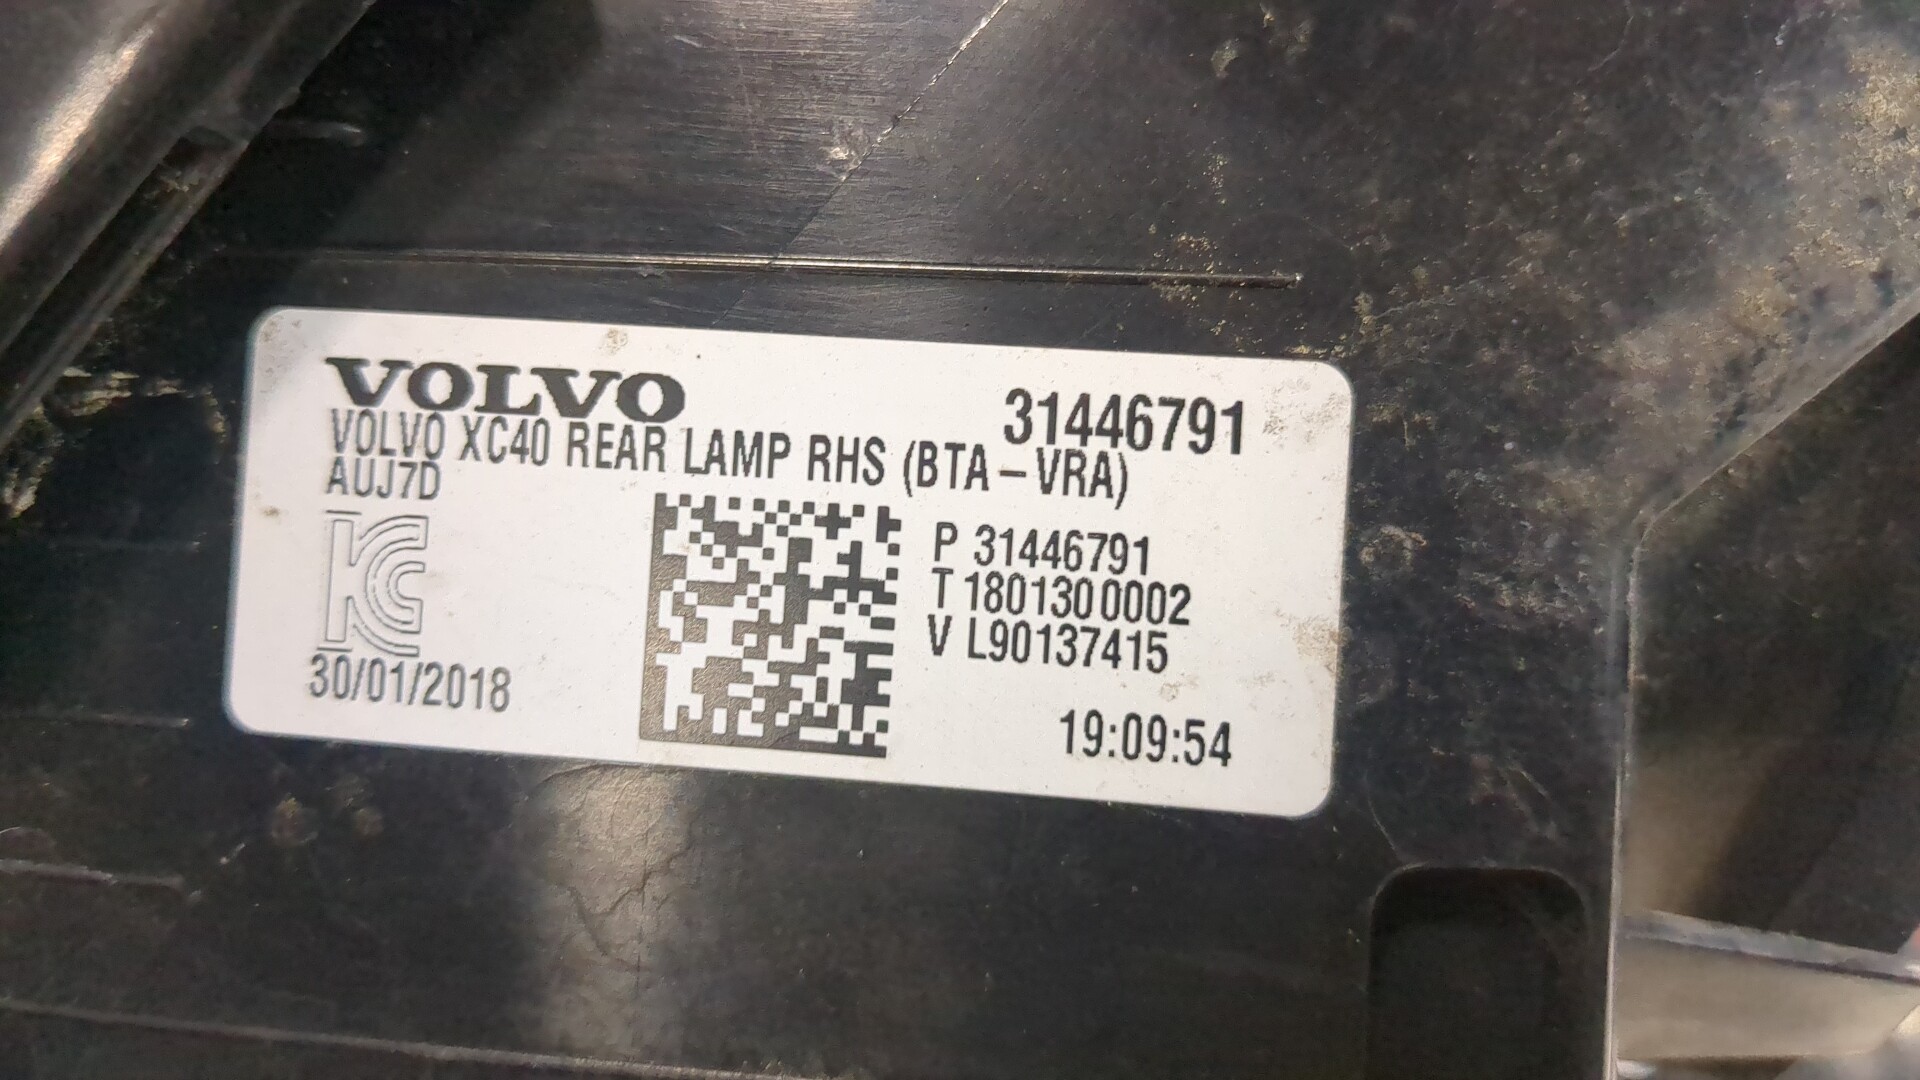 VOLVO
31446791
VOLVO XC40 REAR LAMP RHS (BTA – VRA)
AUJ7D
KC
P 31446791
T 1801300002
V L90137415
30/01/2018
19:09:54